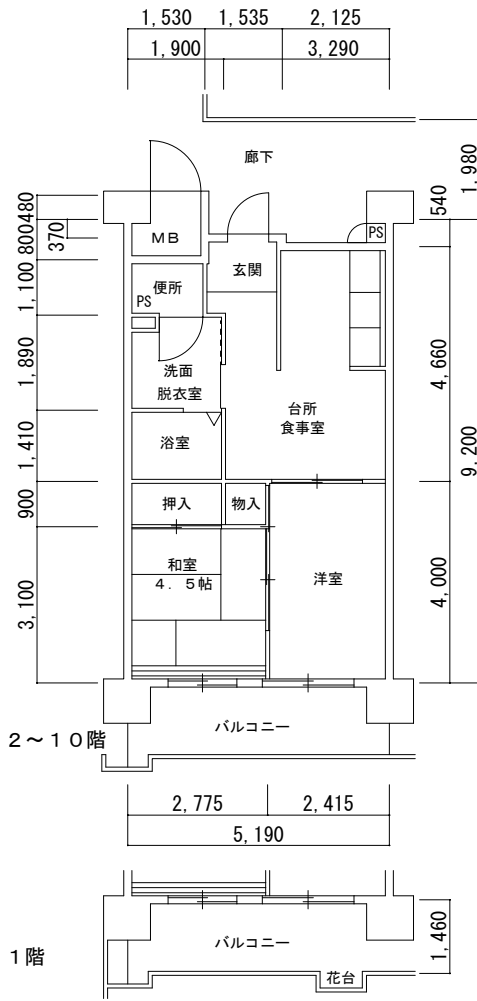 1,530 1,535 2,125
1,900 3,290
廊下
1,980
540
480
800
370
MB
PS
玄関
1,100
便所
PS
1,890
洗面
脱衣室
台所
食事室
4,660
9,200
1,410
浴室
900
押入 物入
3,100
和室
4.5帖
洋室
4,000
バルコニー
2～10階
2,775 2,415
5,190
1階
バルコニー
1,460
花台